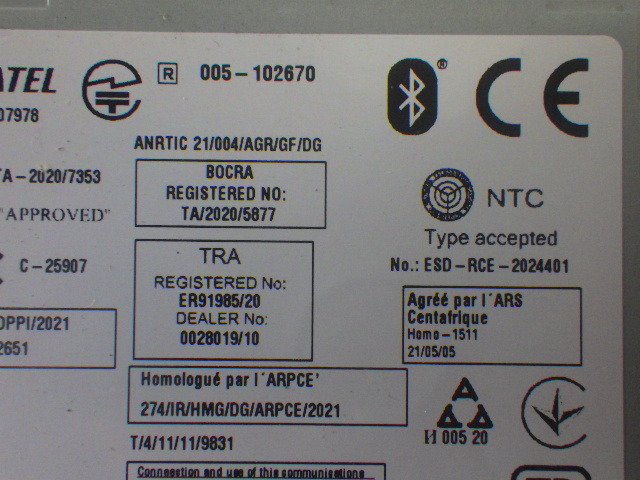 ATEL
07978
R 005-102670
CE
ANRTIC 21/004/AGR/GF/DG
TA-2020/7353
"APPROVED"
C-25907
DPPI/2021
2651
BOCRA
REGISTERED NO:
TA/2020/5877
TRA
REGISTERED No:
ER91985/20
DEALER No:
0028019/10
NTC
Type accepted
No.: ESD-RCE-2024401
Agréé par l´ARS
Centafrique
Homo-1511
21/05/05
Homologué par l´ARPCE'
274/IR/HMG/DG/ARPCE/2021
И 005 20
T/4/11/11/9831
Connection and use of this communications